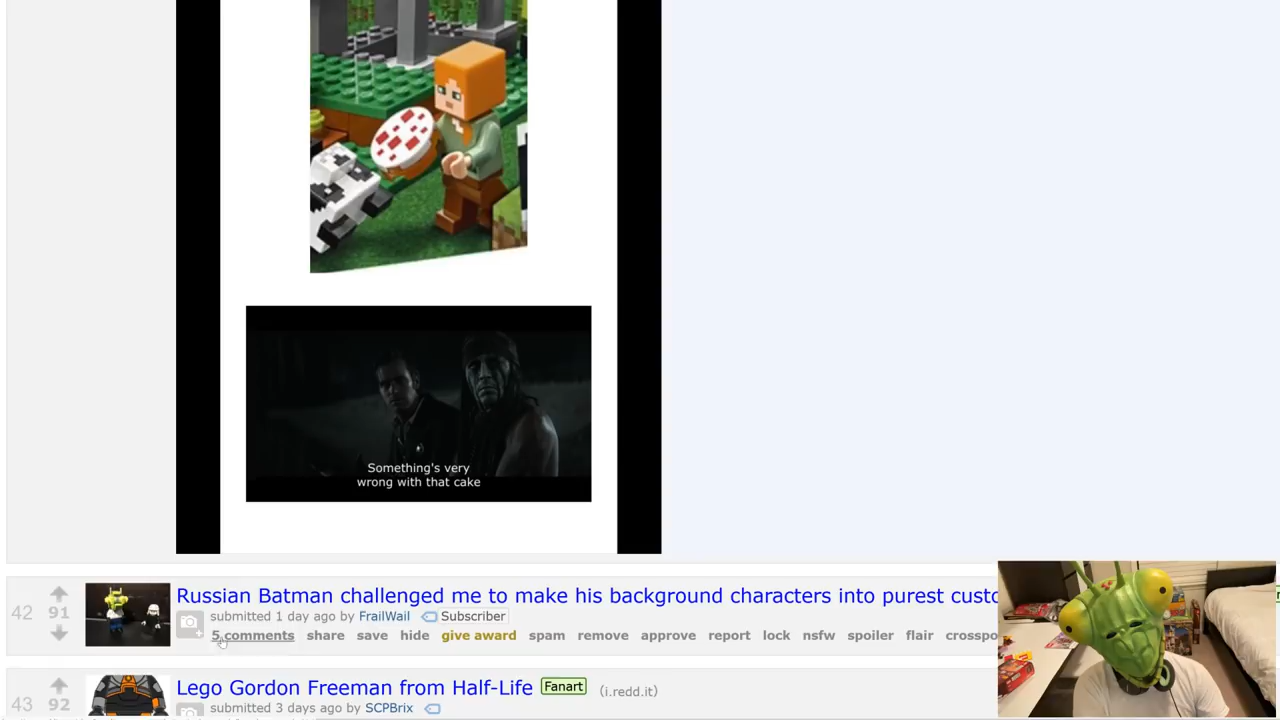 Something's very
wrong with that cake
42
91
Russian Batman challenged me to make his background characters into purest custo
submitted 1 day ago by FrailWail Subscriber
5 comments share save hide give award spam remove approve report lock nsfw spoiler flair crosspo
43
92
Lego Gordon Freeman from Half-Life Fanart (i.redd.it)
submitted 3 days ago by SCPBrix